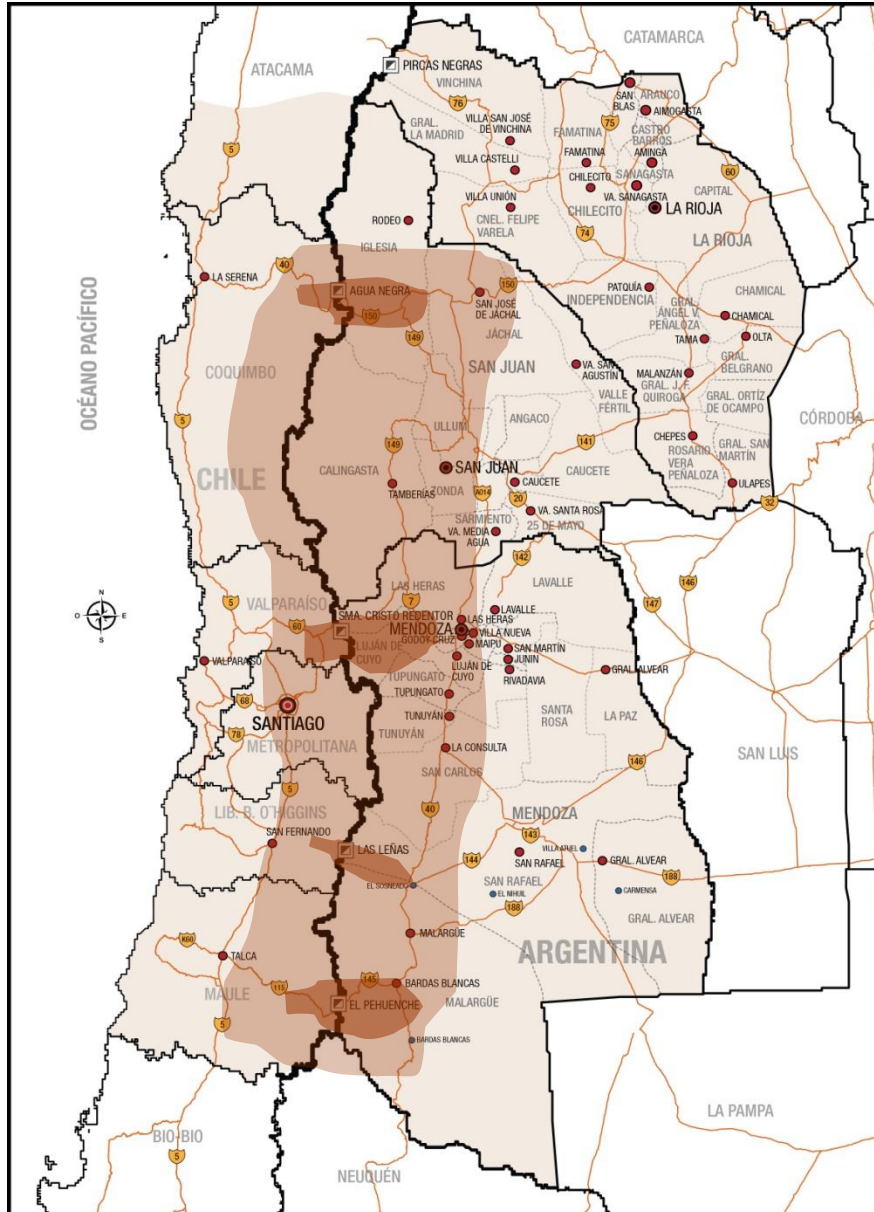 CATAMARCA
ATACAMA
PIRCAS NEGRAS
VINCHINA
SAN
BLAS
ARAUCO
AIMOGASTA
76
GRAL.
LA MADRID
VILLA SAN JOSÉ
DE VINCHINA
75
FAMATINA
CASTRO
BARROS
5
VILLA CASTELLI
FAMATINA
AMINGA
60
CHILECITO
SANAGASTA
CAPITAL
VA. SANAGASTA
VILLA UNIÓN
CNEL. FELIPE
VARELA
CHILECITO
LA RIOJA
RODEO
74
LA RIOJA
IGLESIA
LA SERENA
40
AGUA NEGRA
150
150
SAN JOSÉ
DE JÁCHAL
PATQUÍA
INDEPENDENCIA
CHAMICAL
GRAL.
ÁNGEL V.
PEÑALOZA
CHAMICAL
OCÉANO PACÍFICO
149
JÁCHAL
TAMA
OLTA
COQUIMBO
SAN JUAN
VA. SAN
AGUSTÍN
MALANZÁN
GRAL.
BELGRANO
VALLE
FÉRTIL
GRAL. J. F.
QUIROGA
GRAL. ORTÍZ
DE OCAMPO
5
ULLUM
ANGACO
CÓRDOBA
149
141
CHEPES
GRAL. SAN
MARTÍN
CHILE
CALINGASTA
SAN JUAN
CAUCETE
ROSARIO
VERA
PEÑALOZA
TAMBERÍAS
ZONDA
A014
CAUCETE
ULAPES
20
32
SARMIENTO
VA. SANTA ROSA
25 DE MAYO
VA. MEDIA
AGUA
142
LAS HERAS
LAVALLE
146
VALPARAÍSO
5
7
147
SMA. CRISTO REDENTOR
LAVALLE
60
LAS HERAS
MENDOZA
VILLA NUEVA
GODOY CRUZ
MAIPÚ
SAN MARTÍN
LUJÁN DE
CUYO
JUNIN
VALPARAÍSO
LUJÁN DE
CUYO
RIVADAVIA
GRAL. ALVEAR
TUPUNGATO
TUPUNGATO
68
SANTIAGO
TUNUYÁN
SANTA
ROSA
LA PAZ
78
METROPOLITANA
TUNUYÁN
LA CONSULTA
SAN LUIS
146
SAN CARLOS
5
40
MENDOZA
LIB. B. O´HIGGINS
143
SAN FERNANDO
LAS LEÑAS
VILLA ATUEL
144
SAN RAFAEL
GRAL. ALVEAR
188
EL SOSNEADO
SAN RAFAEL
EL NIHUIL
CARMENSA
188
GRAL. ALVEAR
K60
MALARGÜE
TALCA
ARGENTINA
145
BARDAS BLANCAS
MAULE
115
EL PEHUENCHE
MALARGÜE
5
BARDAS BLANCAS
LA PAMPA
BIO-BIO
5
NEUQUÉN
N
O
E
S